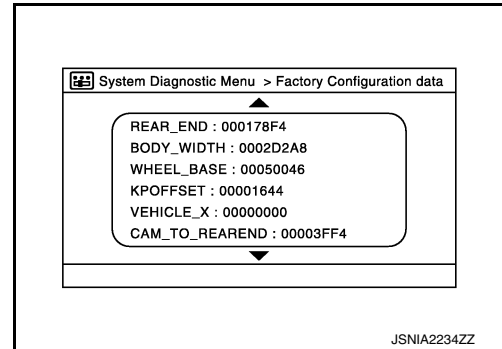 System Diagnostic Menu > Factory Configuration data
REAR_END : 000178F4
BODY_WIDTH : 0002D2A8
WHEEL_BASE : 00050046
KPOFFSET : 00001644
VEHICLE_X : 00000000
CAM_TO_REAREND : 00003FF4
JSNIA2234ZZ